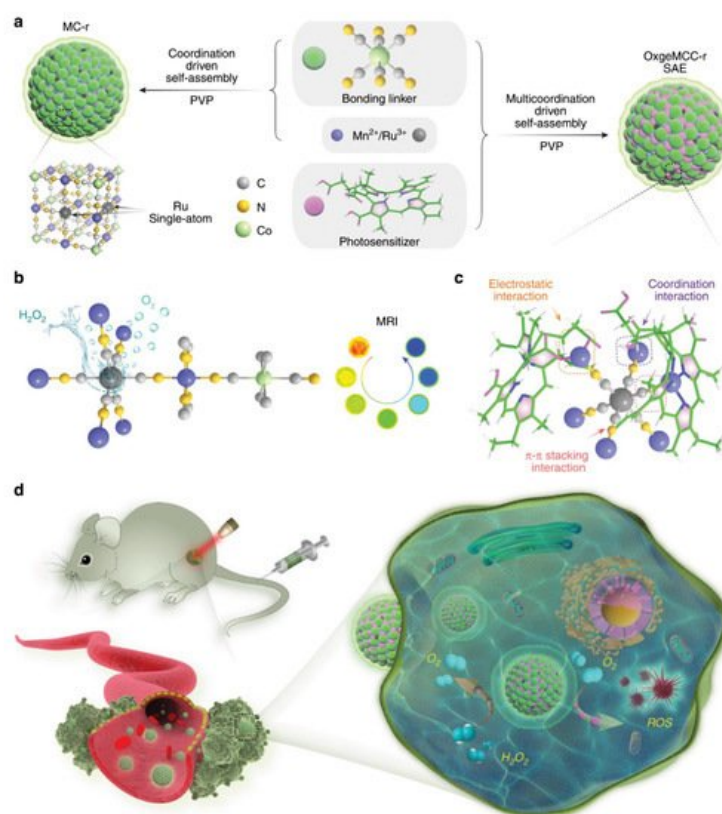 a
MC-r
Coordination
driven
self-assembly
PVP
Bonding linker
Mn²⁺/Ru³⁺
Photosensitizer
Multicoordination
driven
self-assembly
PVP
OxgeMCC-r
SAE
Ru
Single-atom
C
N
Co
b
H₂O₂
O₂
MRI
c
Electrostatic
interaction
Coordination
interaction
π-π stacking
interaction
d
O₂
O₂
H₂O₂
ROS